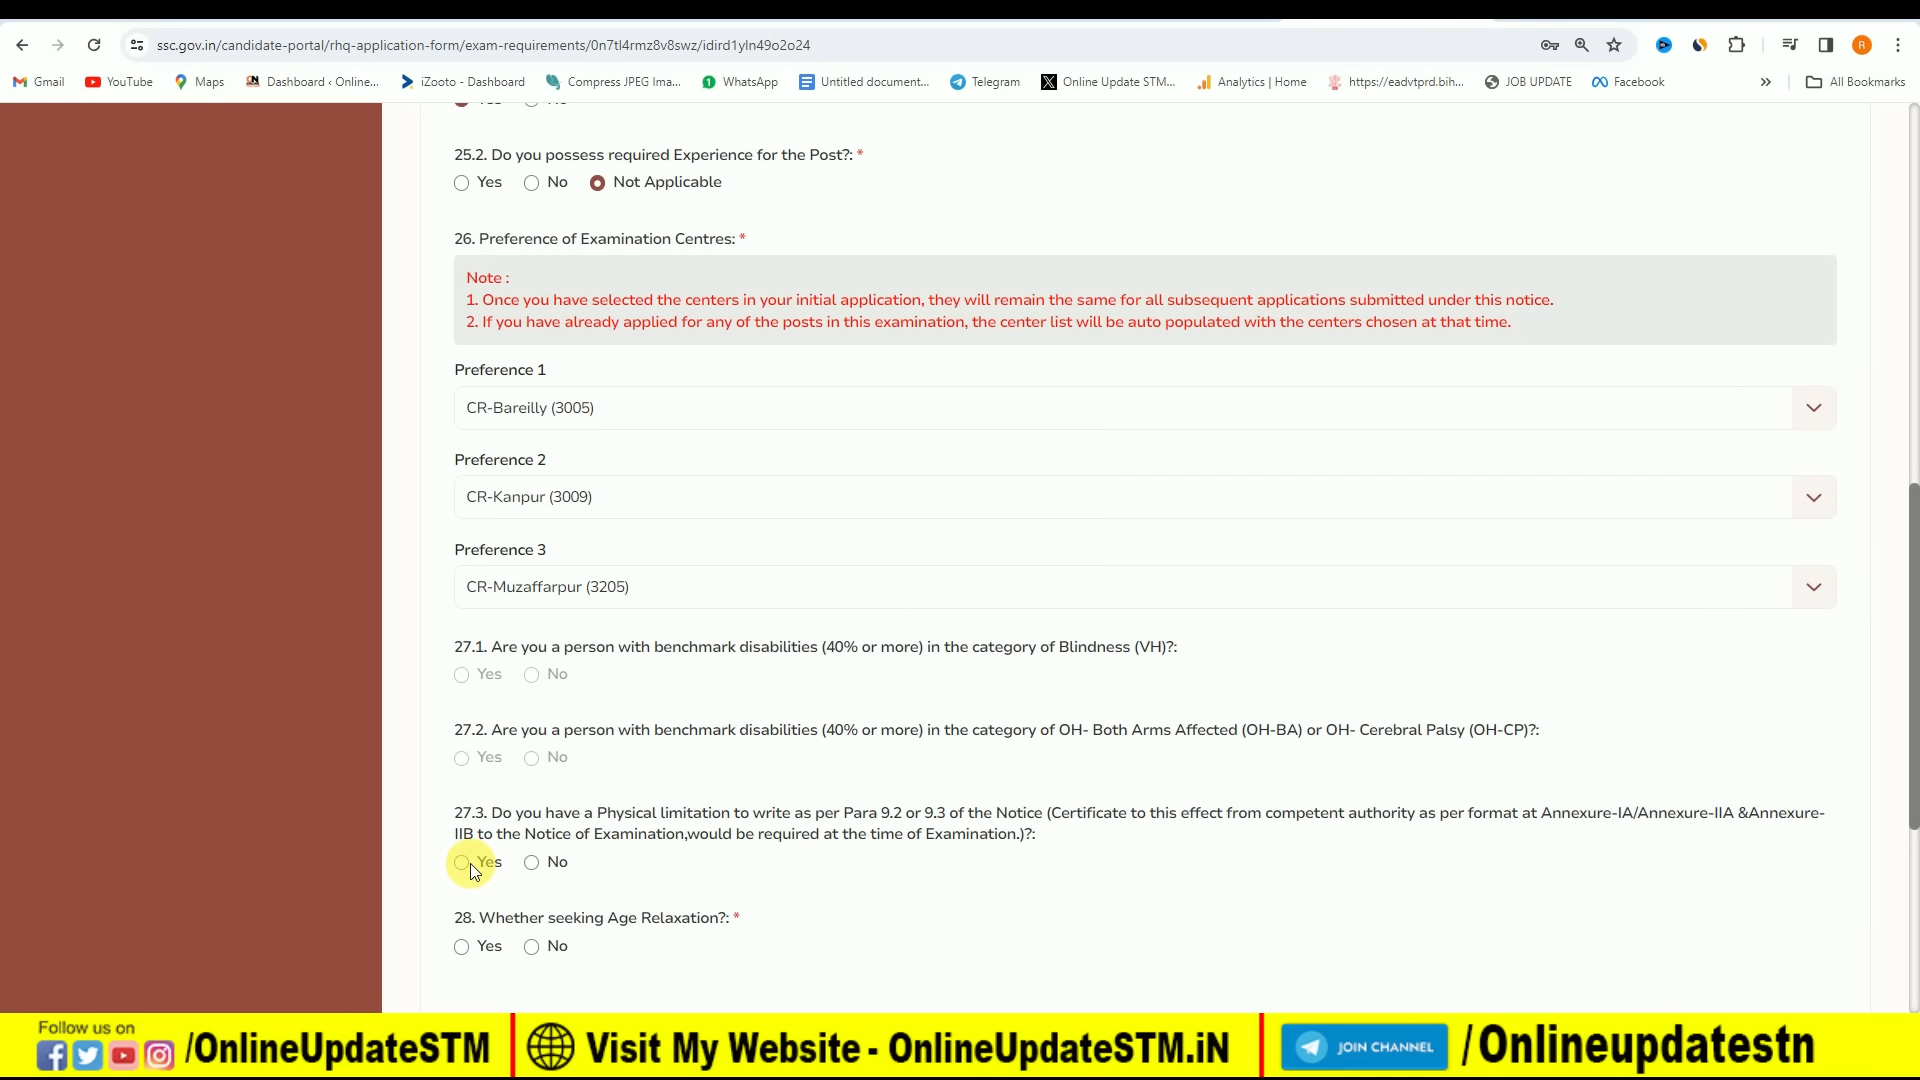 ssc.gov.in/candidate-portal/rhq-application-form/exam-requirements/0n7tl4rmz8v8swz/idird1yln49o2o24
R
Gmail YouTube Maps Dashboard ‹ Online... iZooto - Dashboard Compress JPEG Ima... WhatsApp Untitled document... Telegram Online Update STM... Analytics | Home https://eadvtprd.bih... JOB UPDATE Facebook » All Bookmarks
Yes No
25.2. Do you possess required Experience for the Post?: *
Yes No Not Applicable
26. Preference of Examination Centres: *
Note :
1. Once you have selected the centers in your initial application, they will remain the same for all subsequent applications submitted under this notice.
2. If you have already applied for any of the posts in this examination, the center list will be auto populated with the centers chosen at that time.
Preference 1
CR-Bareilly (3005)
Preference 2
CR-Kanpur (3009)
Preference 3
CR-Muzaffarpur (3205)
27.1. Are you a person with benchmark disabilities (40% or more) in the category of Blindness (VH)?:
Yes No
27.2. Are you a person with benchmark disabilities (40% or more) in the category of OH- Both Arms Affected (OH-BA) or OH- Cerebral Palsy (OH-CP)?:
Yes No
27.3. Do you have a Physical limitation to write as per Para 9.2 or 9.3 of the Notice (Certificate to this effect from competent authority as per format at Annexure-IA/Annexure-IIA &Annexure-
IIB to the Notice of Examination,would be required at the time of Examination.)?:
Yes No
28. Whether seeking Age Relaxation?: *
Yes No
Follow us on
/OnlineUpdateSTM
Visit My Website - OnlineUpdateSTM.iN
JOIN CHANNEL
/Onlineupdatestn